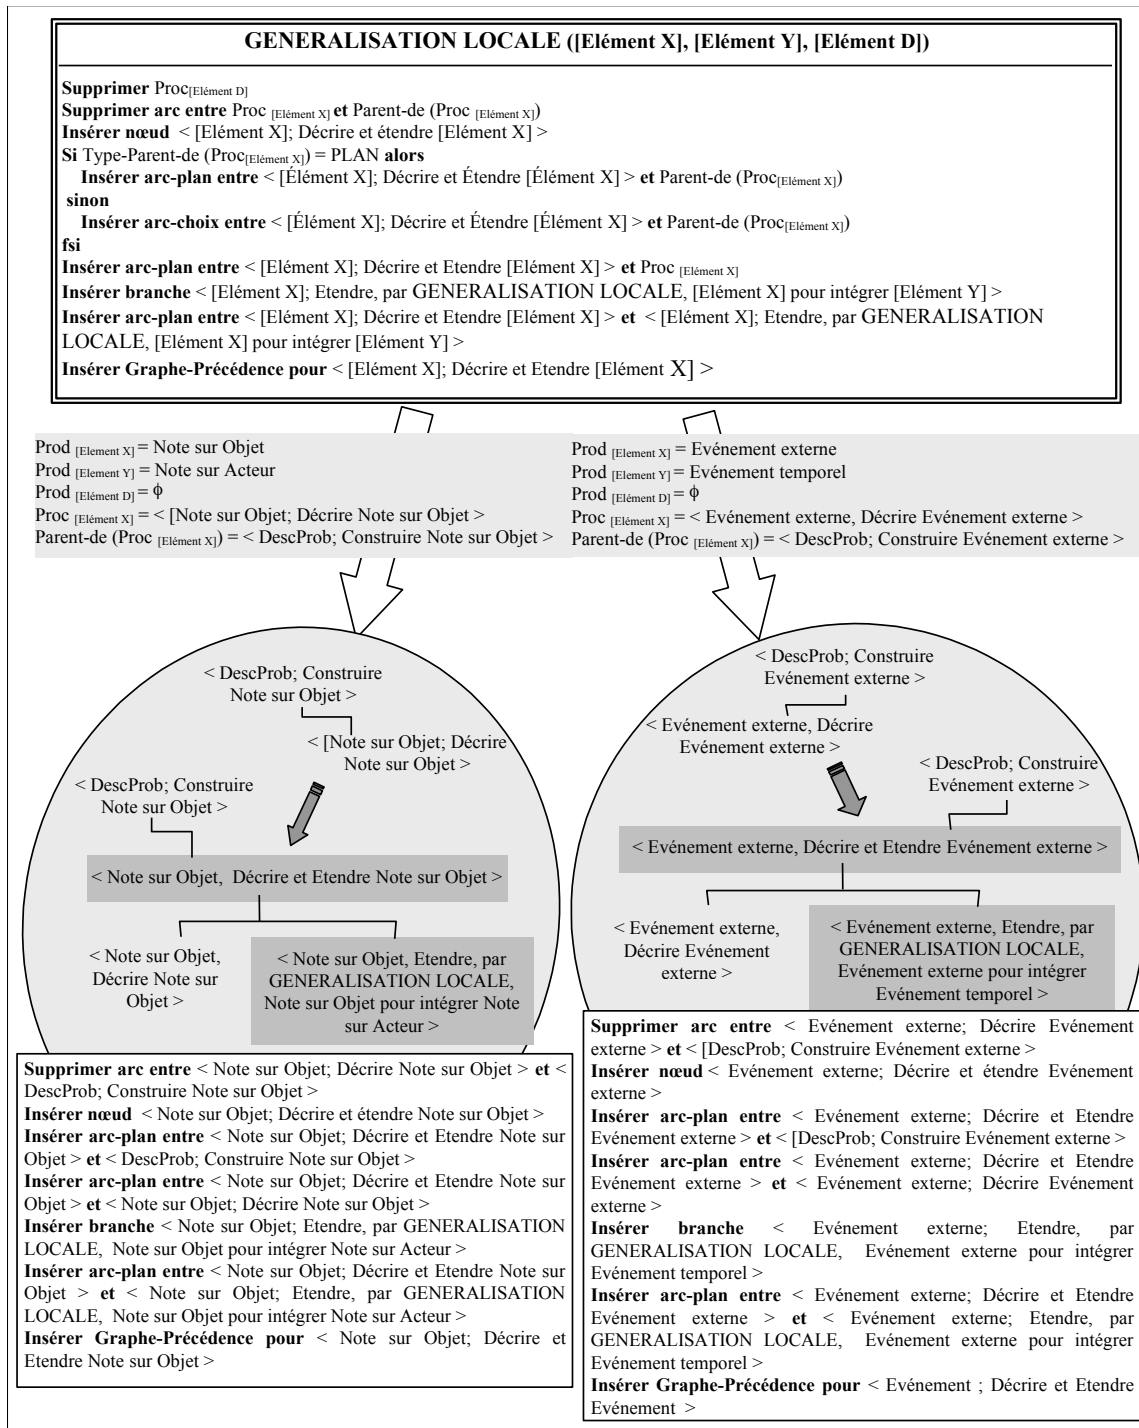 GENERALISATION LOCALE ([Elément X], [Elément Y], [Elément D])
Supprimer Proc[Elément D]
Supprimer arc entre Proc [Elément X] et Parent-de (Proc [Elément X])
Insérer nœud < [Elément X]; Décrire et étendre [Elément X] >
Si Type-Parent-de (Proc[Elément X]) = PLAN alors
Insérer arc-plan entre < [Élément X]; Décrire et Étendre [Élément X] > et Parent-de (Proc[Elément X])
sinon
Insérer arc-choix entre < [Élément X]; Décrire et Étendre [Élément X] > et Parent-de (Proc[Elément X])
fsi
Insérer arc-plan entre < [Elément X]; Décrire et Etendre [Elément X] > et Proc [Elément X]
Insérer branche < [Elément X]; Etendre, par GENERALISATION LOCALE, [Elément X] pour intégrer [Elément Y] >
Insérer arc-plan entre < [Elément X]; Décrire et Etendre [Elément X] > et < [Elément X]; Etendre, par GENERALISATION
LOCALE, [Elément X] pour intégrer [Elément Y] >
Insérer Graphe-Précédence pour < [Elément X]; Décrire et Etendre [Elément X] >
Prod [Element X] = Note sur Objet
Prod [Element Y] = Note sur Acteur
Prod [Elément D] = ϕ
Proc [Elément X] = < [Note sur Objet; Décrire Note sur Objet >
Parent-de (Proc [Elément X]) = < DescProb; Construire Note sur Objet >
Prod [Element X] = Evénement externe
Prod [Element Y] = Evénement temporel
Prod [Elément D] = ϕ
Proc [Elément X] = < Evénement externe, Décrire Evénement externe >
Parent-de (Proc [Elément X]) = < DescProb; Construire Evénement externe >
< DescProb; Construire
Note sur Objet >
< [Note sur Objet; Décrire
Note sur Objet >
< DescProb; Construire
Note sur Objet >
< Note sur Objet, Décrire et Etendre Note sur Objet >
< Note sur Objet,
Décrire Note sur
Objet >
< Note sur Objet, Etendre, par
GENERALISATION LOCALE,
Note sur Objet pour intégrer Note
sur Acteur >
< DescProb; Construire
Evénement externe >
< Evénement externe, Décrire
Evénement externe >
< DescProb; Construire
Evénement externe >
< Evénement externe, Décrire et Etendre Evénement externe >
< Evénement externe,
Décrire Evénement
externe >
< Evénement externe, Etendre, par
GENERALISATION LOCALE,
Evénement externe pour intégrer
Evénement temporel >
Supprimer arc entre < Note sur Objet; Décrire Note sur Objet > et <
DescProb; Construire Note sur Objet >
Insérer nœud < Note sur Objet; Décrire et étendre Note sur Objet >
Insérer arc-plan entre < Note sur Objet; Décrire et Etendre Note sur
Objet > et < DescProb; Construire Note sur Objet >
Insérer arc-plan entre < Note sur Objet; Décrire et Etendre Note sur
Objet > et < Note sur Objet; Décrire Note sur Objet >
Insérer branche < Note sur Objet; Etendre, par GENERALISATION
LOCALE, Note sur Objet pour intégrer Note sur Acteur >
Insérer arc-plan entre < Note sur Objet; Décrire et Etendre Note sur
Objet > et < Note sur Objet; Etendre, par GENERALISATION
LOCALE, Note sur Objet pour intégrer Note sur Acteur >
Insérer Graphe-Précédence pour < Note sur Objet; Décrire et
Etendre Note sur Objet >
Supprimer arc entre < Evénement externe; Décrire Evénement
externe > et < [DescProb; Construire Evénement externe >
Insérer nœud < Evénement externe; Décrire et étendre Evénement
externe >
Insérer arc-plan entre < Evénement externe; Décrire et Etendre
Evénement externe > et < [DescProb; Construire Evénement externe >
Insérer arc-plan entre < Evénement externe; Décrire et Etendre
Evénement externe > et < Evénement externe; Décrire Evénement
externe >
Insérer branche < Evénement externe; Etendre, par
GENERALISATION LOCALE, Evénement externe pour intégrer
Evénement temporel >
Insérer arc-plan entre < Evénement externe; Décrire et Etendre
Evénement externe > et < Evénement externe; Etendre, par
GENERALISATION LOCALE, Evénement externe pour intégrer
Evénement temporel >
Insérer Graphe-Précédence pour < Evénement ; Décrire et Etendre
Evénement >